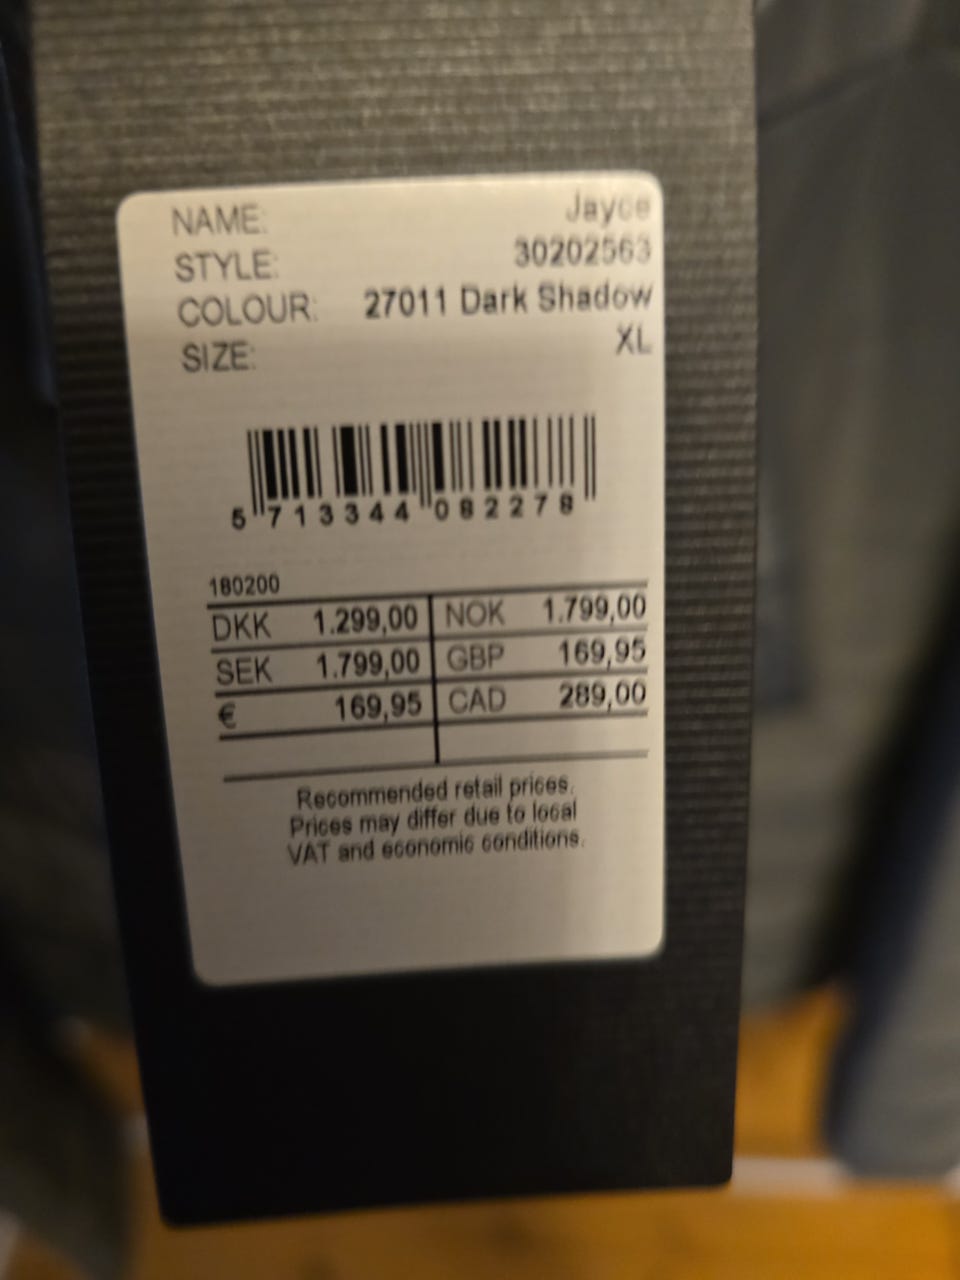 NAME: Jayce
STYLE: 30202563
COLOUR: 27011 Dark Shadow
SIZE: XL
5 713344 082278
180200
DKK 1.299,00 NOK 1.799,00
SEK 1.799,00 GBP 169,95
€ 169,95 CAD 289,00
Recommended retail prices.
Prices may differ due to local
VAT and economic conditions.